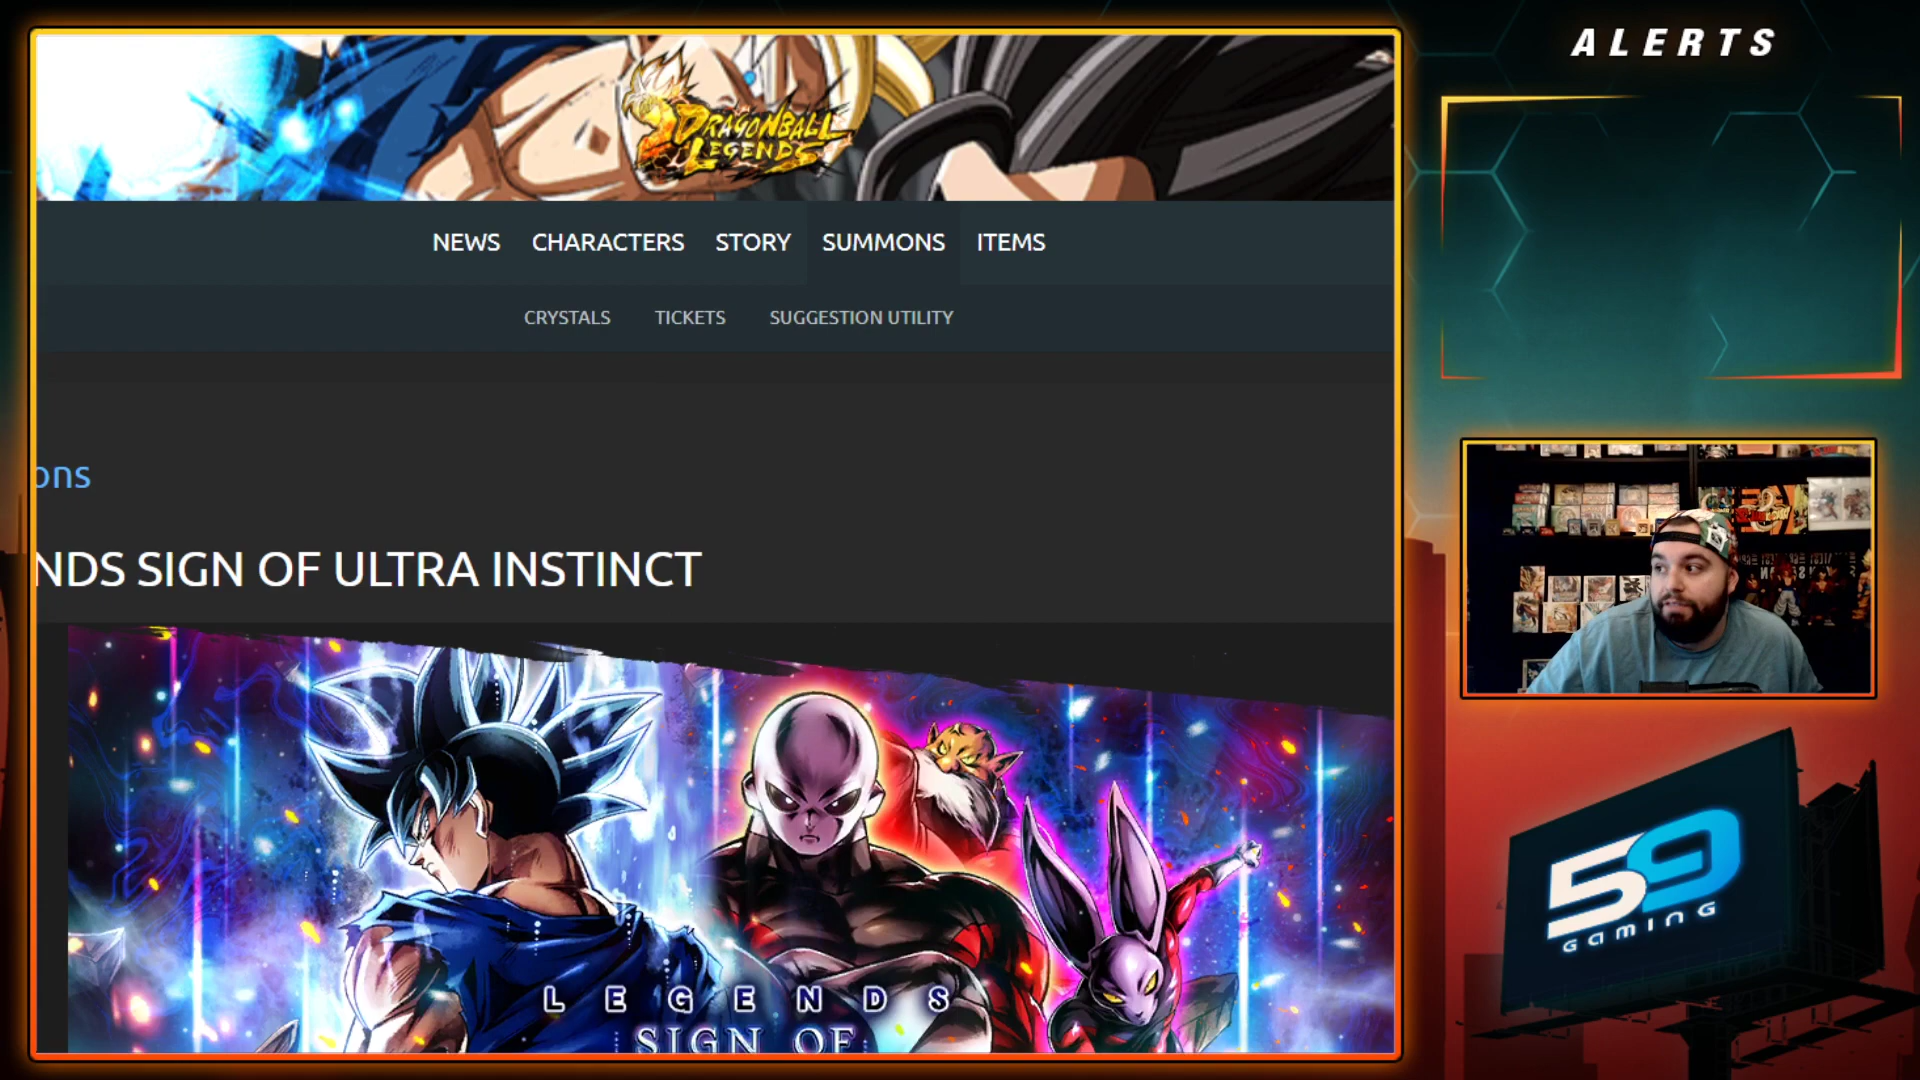 ALERTS
DRAGONBALL
LEGENDS
NEWS CHARACTERS STORY SUMMONS ITEMS
CRYSTALS TICKETS SUGGESTION UTILITY
ons
NDS SIGN OF ULTRA INSTINCT
LEGENDS
SIGN OF
59
GAMING